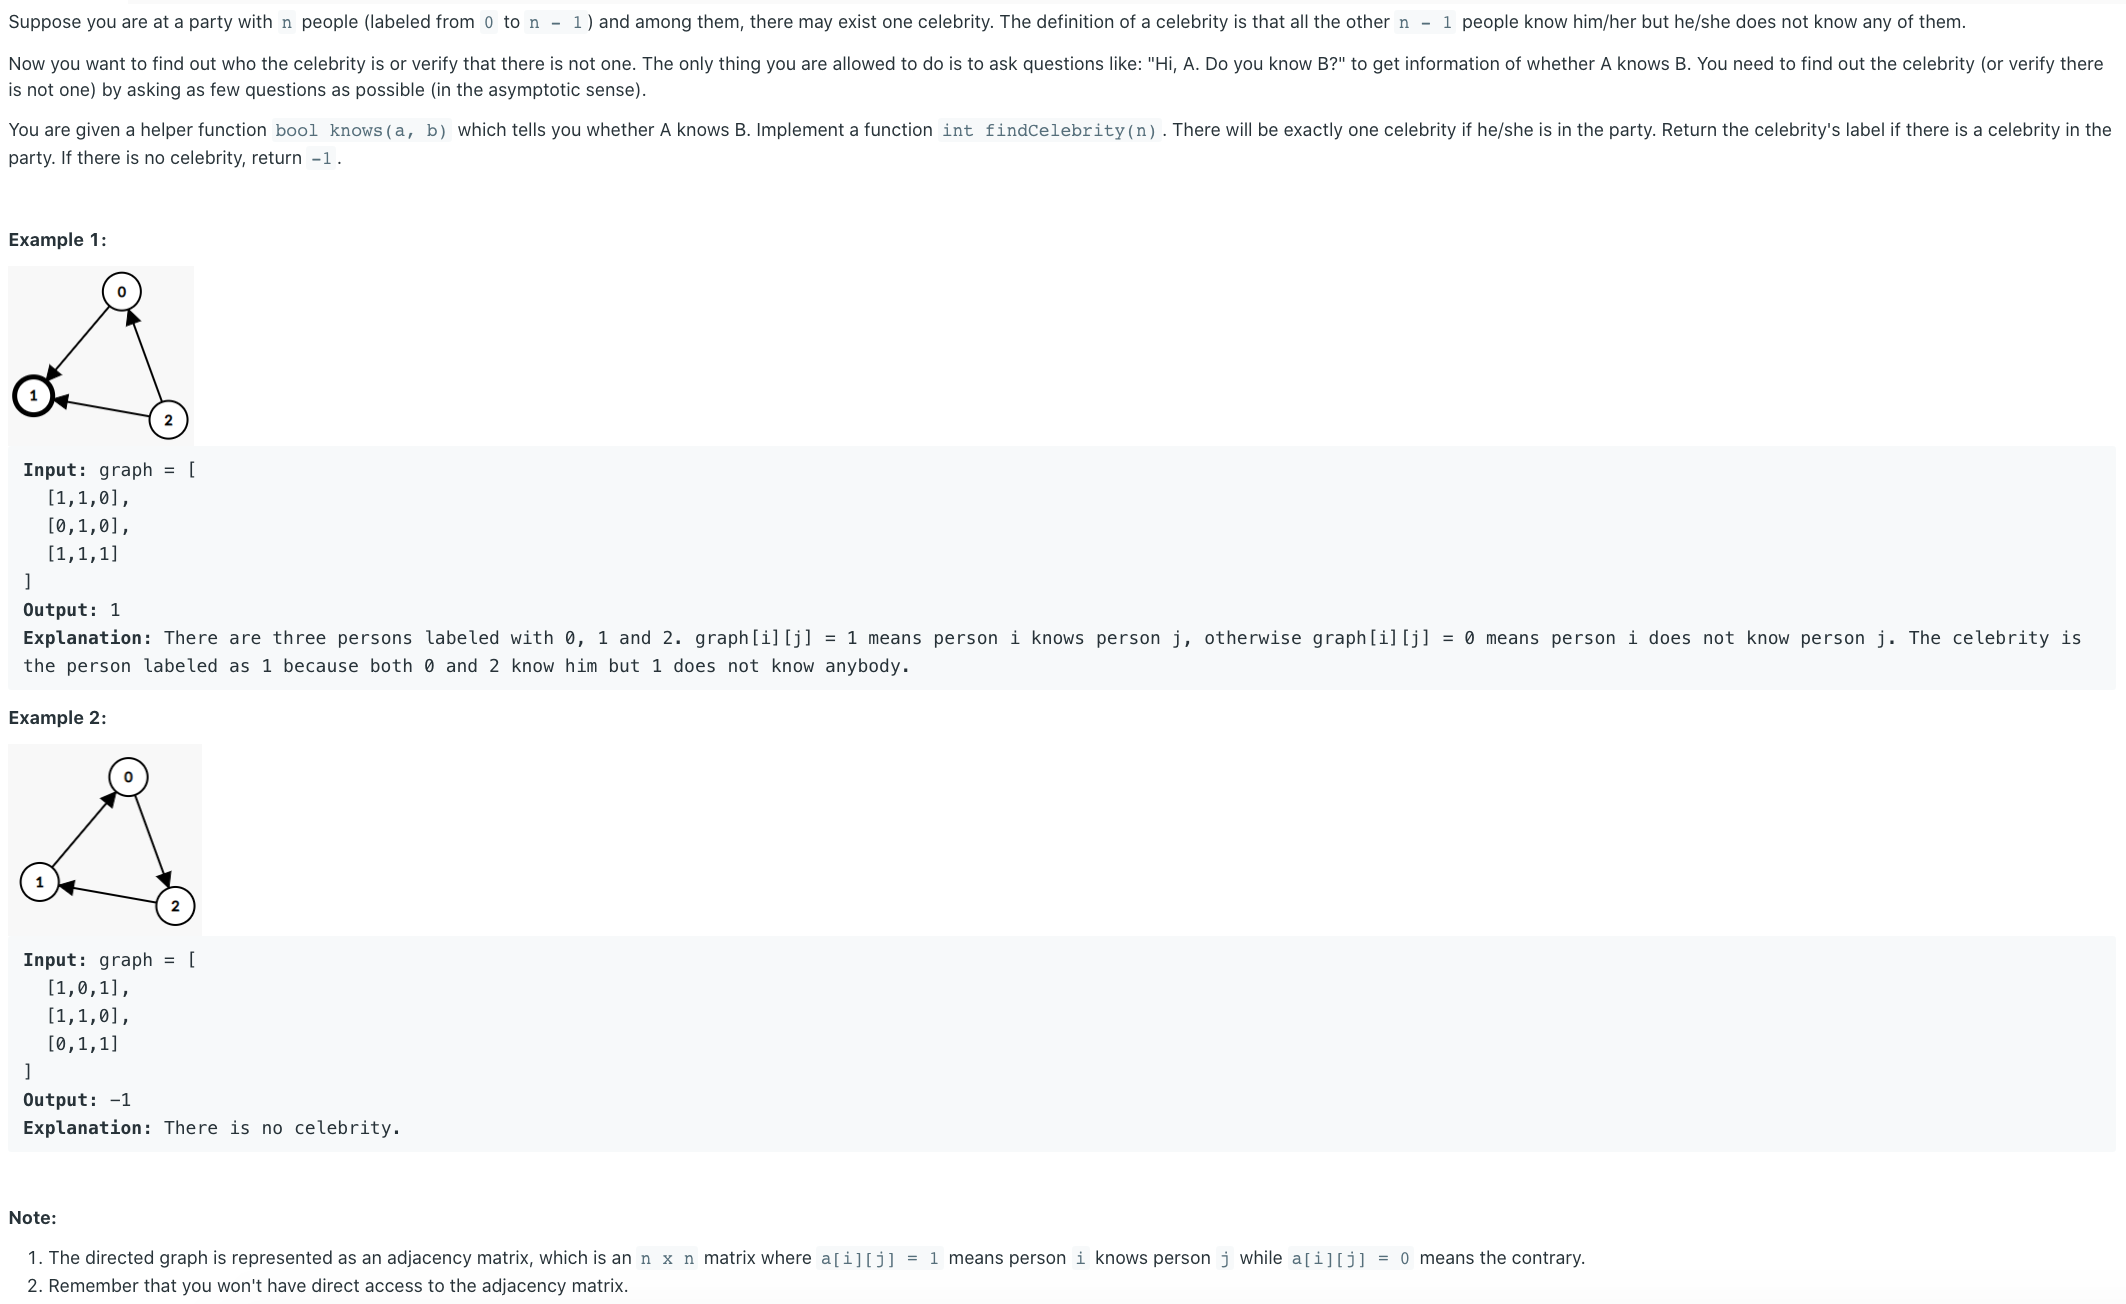 Suppose you are at a party with n people (labeled from 0 to n - 1) and among them, there may exist one celebrity. The definition of a celebrity is that all the other n - 1 people know him/her but he/she does not know any of them.
Now you want to find out who the celebrity is or verify that there is not one. The only thing you are allowed to do is to ask questions like: "Hi, A. Do you know B?" to get information of whether A knows B. You need to find out the celebrity (or verify there
is not one) by asking as few questions as possible (in the asymptotic sense).
You are given a helper function bool knows(a, b) which tells you whether A knows B. Implement a function int findCelebrity(n). There will be exactly one celebrity if he/she is in the party. Return the celebrity's label if there is a celebrity in the
party. If there is no celebrity, return -1.
Example 1:
0
1
2
Input: graph = [
[1,1,0],
[0,1,0],
[1,1,1]
]
Output: 1
Explanation: There are three persons labeled with 0, 1 and 2. graph[i][j] = 1 means person i knows person j, otherwise graph[i][j] = 0 means person i does not know person j. The celebrity is
the person labeled as 1 because both 0 and 2 know him but 1 does not know anybody.
Example 2:
0
1
2
Input: graph = [
[1,0,1],
[1,1,0],
[0,1,1]
]
Output: -1
Explanation: There is no celebrity.
Note:
1. The directed graph is represented as an adjacency matrix, which is an n x n matrix where a[i][j] = 1 means person i knows person j while a[i][j] = 0 means the contrary.
2. Remember that you won't have direct access to the adjacency matrix.